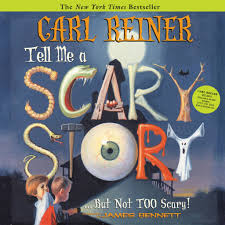 The New York Times Bestseller
CARL REINER
Tell Me a
SCARY
STORY
...But Not TOO Scary!
JAMES BENNETT